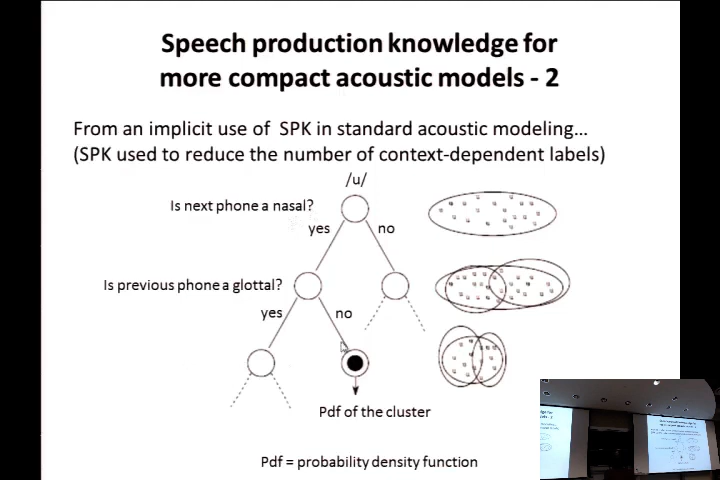 Speech production knowledge for
more compact acoustic models - 2
From an implicit use of SPK in standard acoustic modeling...
(SPK used to reduce the number of context-dependent labels)
/u/
Is next phone a nasal?
yes
no
Is previous phone a glottal?
yes
no
Pdf of the cluster
Pdf = probability density function